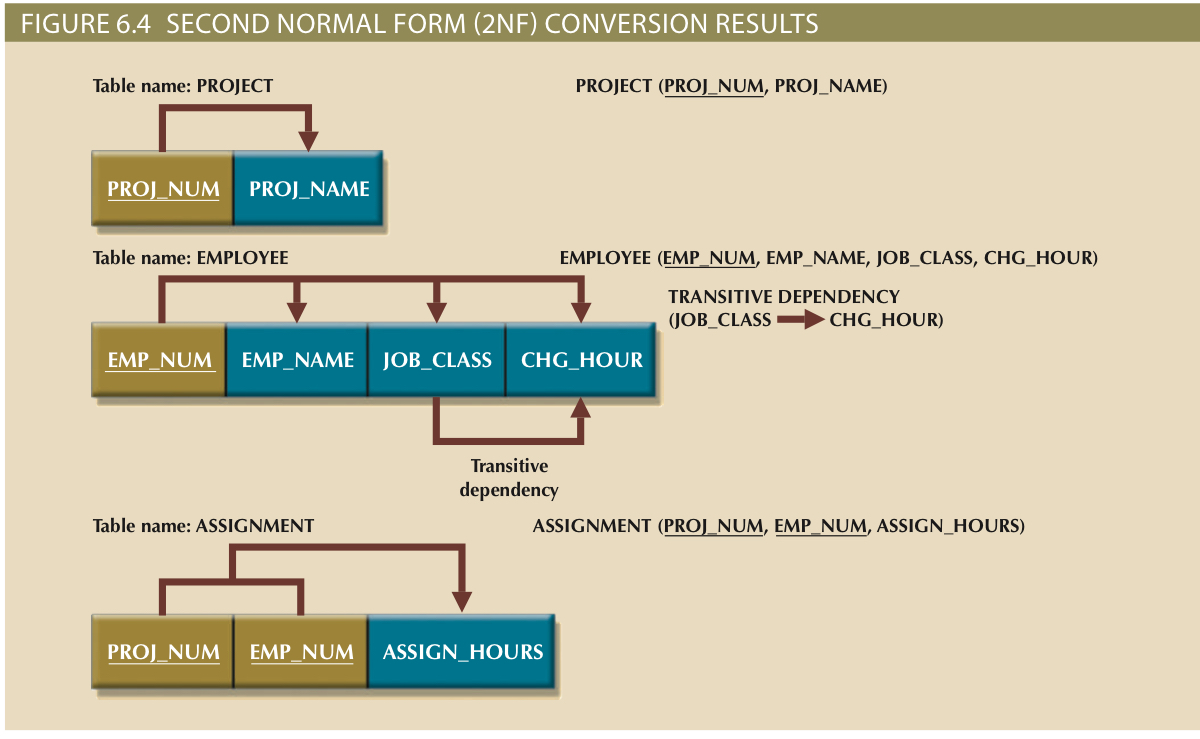 FIGURE 6.4 SECOND NORMAL FORM (2NF) CONVERSION RESULTS
Table name: PROJECT
PROJECT (PROJ_NUM, PROJ_NAME)
PROJ_NUM PROJ_NAME
Table name: EMPLOYEE
EMPLOYEE (EMP_NUM, EMP_NAME, JOB_CLASS, CHG_HOUR)
TRANSITIVE DEPENDENCY
(JOB_CLASS CHG_HOUR)
EMP_NUM EMP_NAME JOB_CLASS CHG_HOUR
Transitive
dependency
Table name: ASSIGNMENT
ASSIGNMENT (PROJ_NUM, EMP_NUM, ASSIGN_HOURS)
PROJ_NUM EMP_NUM ASSIGN_HOURS